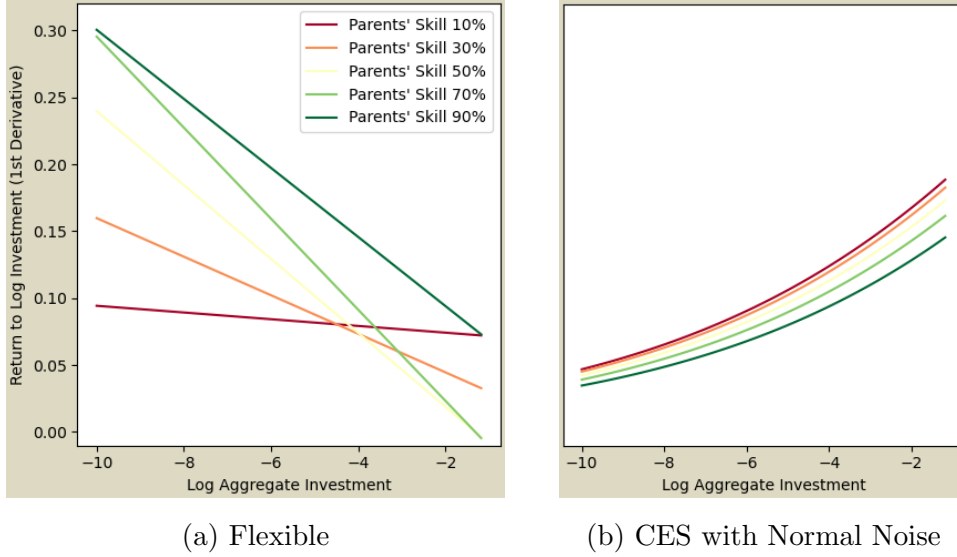 Return to Log Investment (1st Derivative)
0.30
0.25
0.20
0.15
0.10
0.05
0.00
Parents' Skill 10%
Parents' Skill 30%
Parents' Skill 50%
Parents' Skill 70%
Parents' Skill 90%
−10 −8 −6 −4 −2
Log Aggregate Investment
−10 −8 −6 −4 −2
Log Aggregate Investment
(a) Flexible
(b) CES with Normal Noise